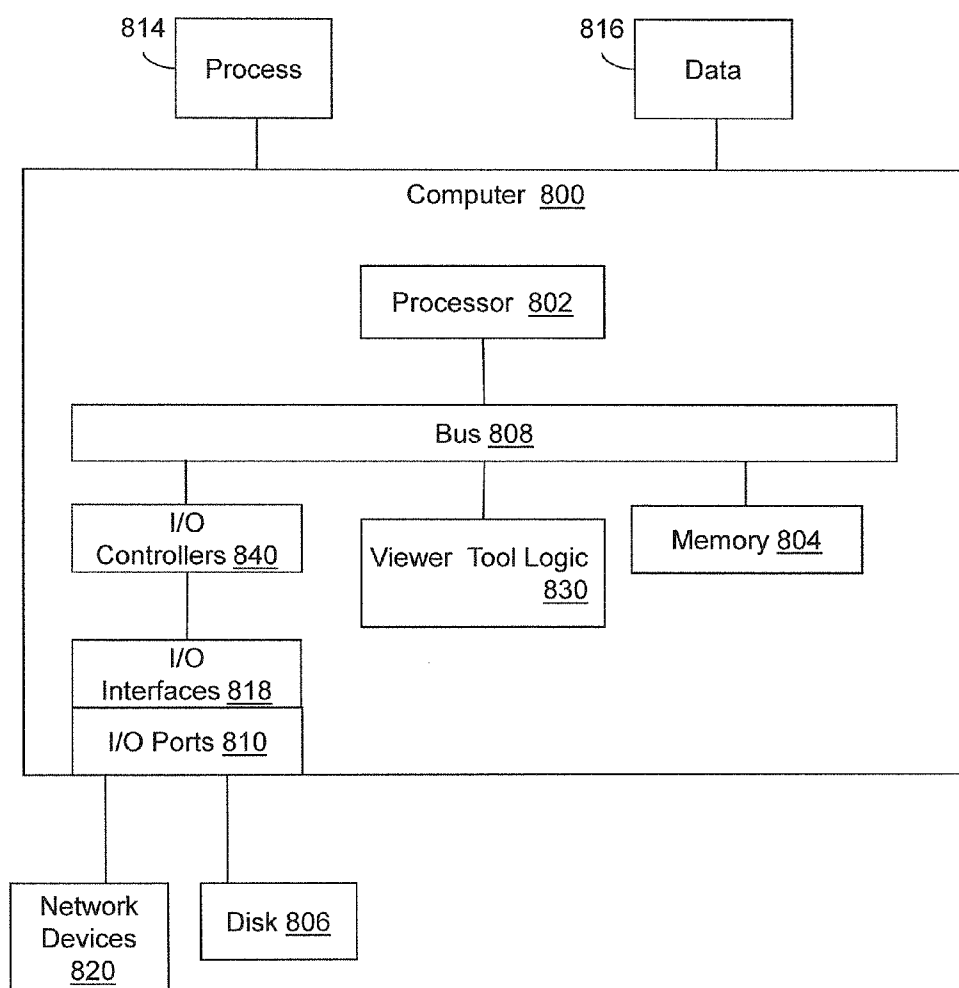 814
Process
816
Data
Computer 800
Processor 802
Bus 808
I/O
Controllers 840
Viewer Tool Logic
830
Memory 804
I/O
Interfaces 818
I/O Ports 810
Network
Devices
820
Disk 806